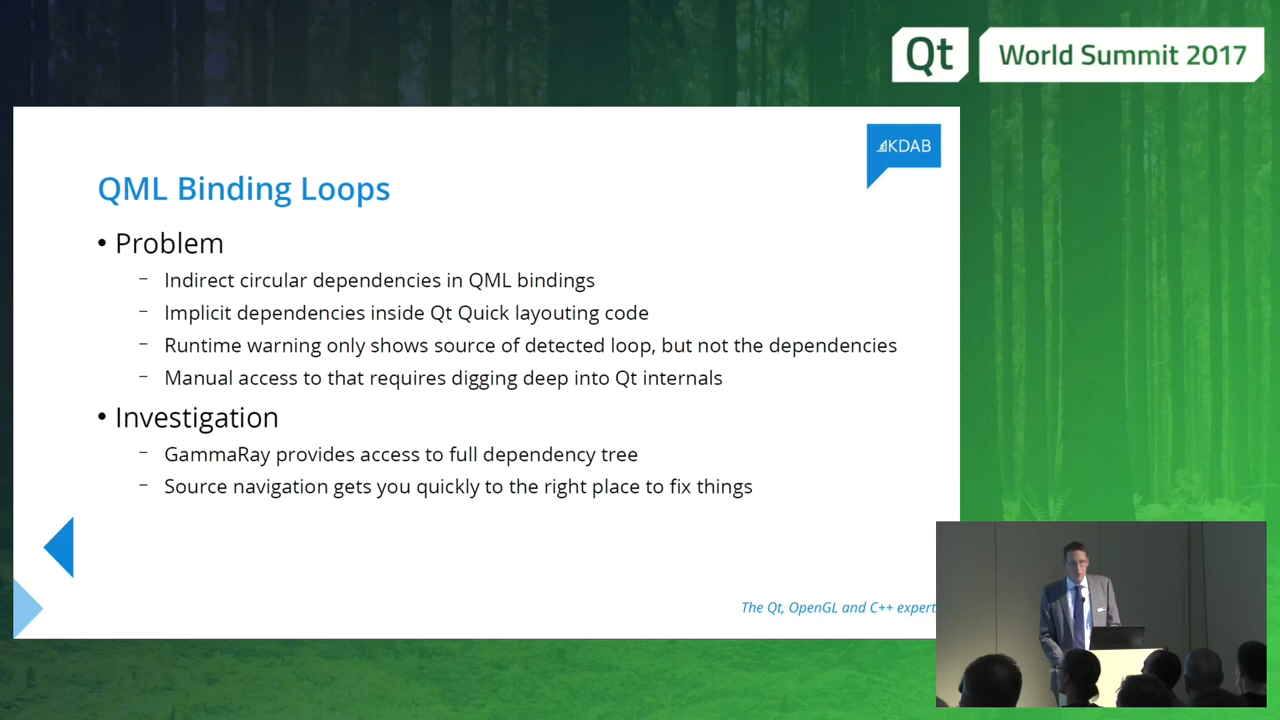 Qt World Summit 2017
KDAB
QML Binding Loops
• Problem
– Indirect circular dependencies in QML bindings
– Implicit dependencies inside Qt Quick layouting code
– Runtime warning only shows source of detected loop, but not the dependencies
– Manual access to that requires digging deep into Qt internals
• Investigation
– GammaRay provides access to full dependency tree
– Source navigation gets you quickly to the right place to fix things
The Qt, OpenGL and C++ expert